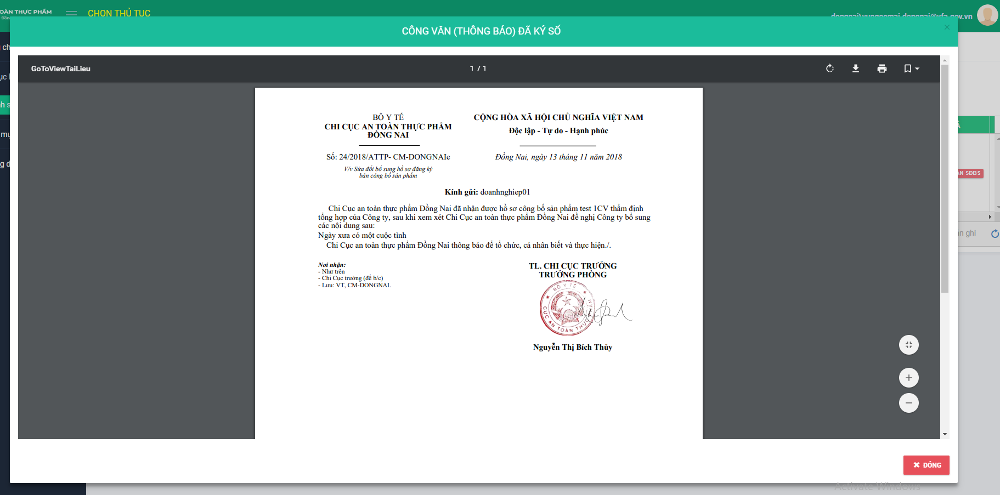 OÀN THỰC PHẨM
CHỌN THỦ TỤC
CÔNG VĂN (THÔNG BÁO) ĐÃ KÝ SỐ
GoToViewTaiLieu
1 / 1
BỘ Y TẾ
CHI CỤC AN TOÀN THỰC PHẨM
ĐỒNG NAI
CỘNG HÒA XÃ HỘI CHỦ NGHĨA VIỆT NAM
Độc lập - Tự do - Hạnh phúc
Số: 24/2018/ATTP- CM-DONGNAIe
Đồng Nai, ngày 13 tháng 11 năm 2018
V/v Sửa đổi bổ sung hồ sơ đăng ký
bản công bố sản phẩm
Kính gửi: doanhnghiep01
Chi Cục an toàn thực phẩm Đồng Nai đã nhận được hồ sơ công bố sản phẩm test 1CV thẩm định
tổng hợp của Công ty, sau khi xem xét Chi Cục an toàn thực phẩm Đồng Nai đề nghị Công ty bổ sung
các nội dung sau:
Ngày xưa có một cuộc tình
Chi Cục an toàn thực phẩm Đồng Nai thông báo để tổ chức, cá nhân biết và thực hiện./.
Nơi nhận:
- Như trên
- Chi Cục trưởng (để b/c)
- Lưu: VT, CM-DONGNAI.
TL. CHI CỤC TRƯỞNG
TRƯỞNG PHÒNG
BỘ Y TẾ
CỤC AN TOÀN THỰC
Nguyễn Thị Bích Thủy
ĐÓNG
SĐBS
ghi
Activate Windows